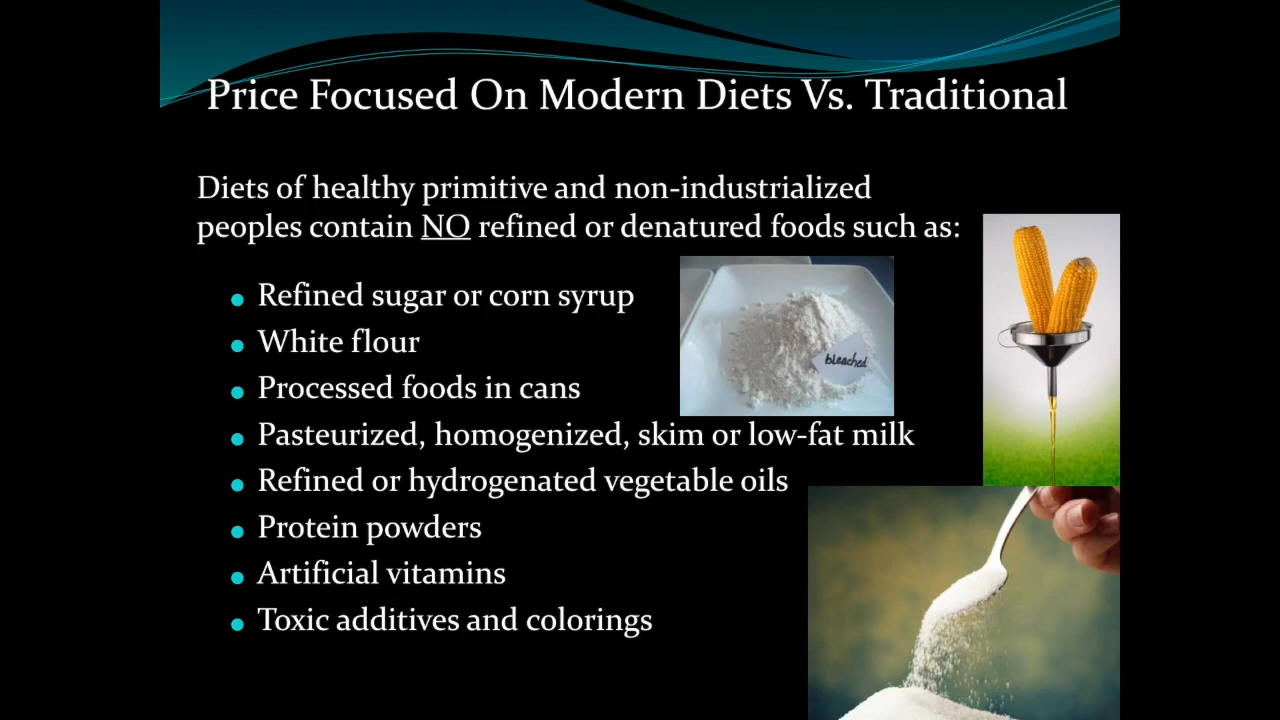 Price Focused On Modern Diets Vs. Traditional
Diets of healthy primitive and non-industrialized
peoples contain NO refined or denatured foods such as:
Refined sugar or corn syrup
White flour
bleached
Processed foods in cans
Pasteurized, homogenized, skim or low-fat milk
Refined or hydrogenated vegetable oils
Protein powders
Artificial vitamins
Toxic additives and colorings